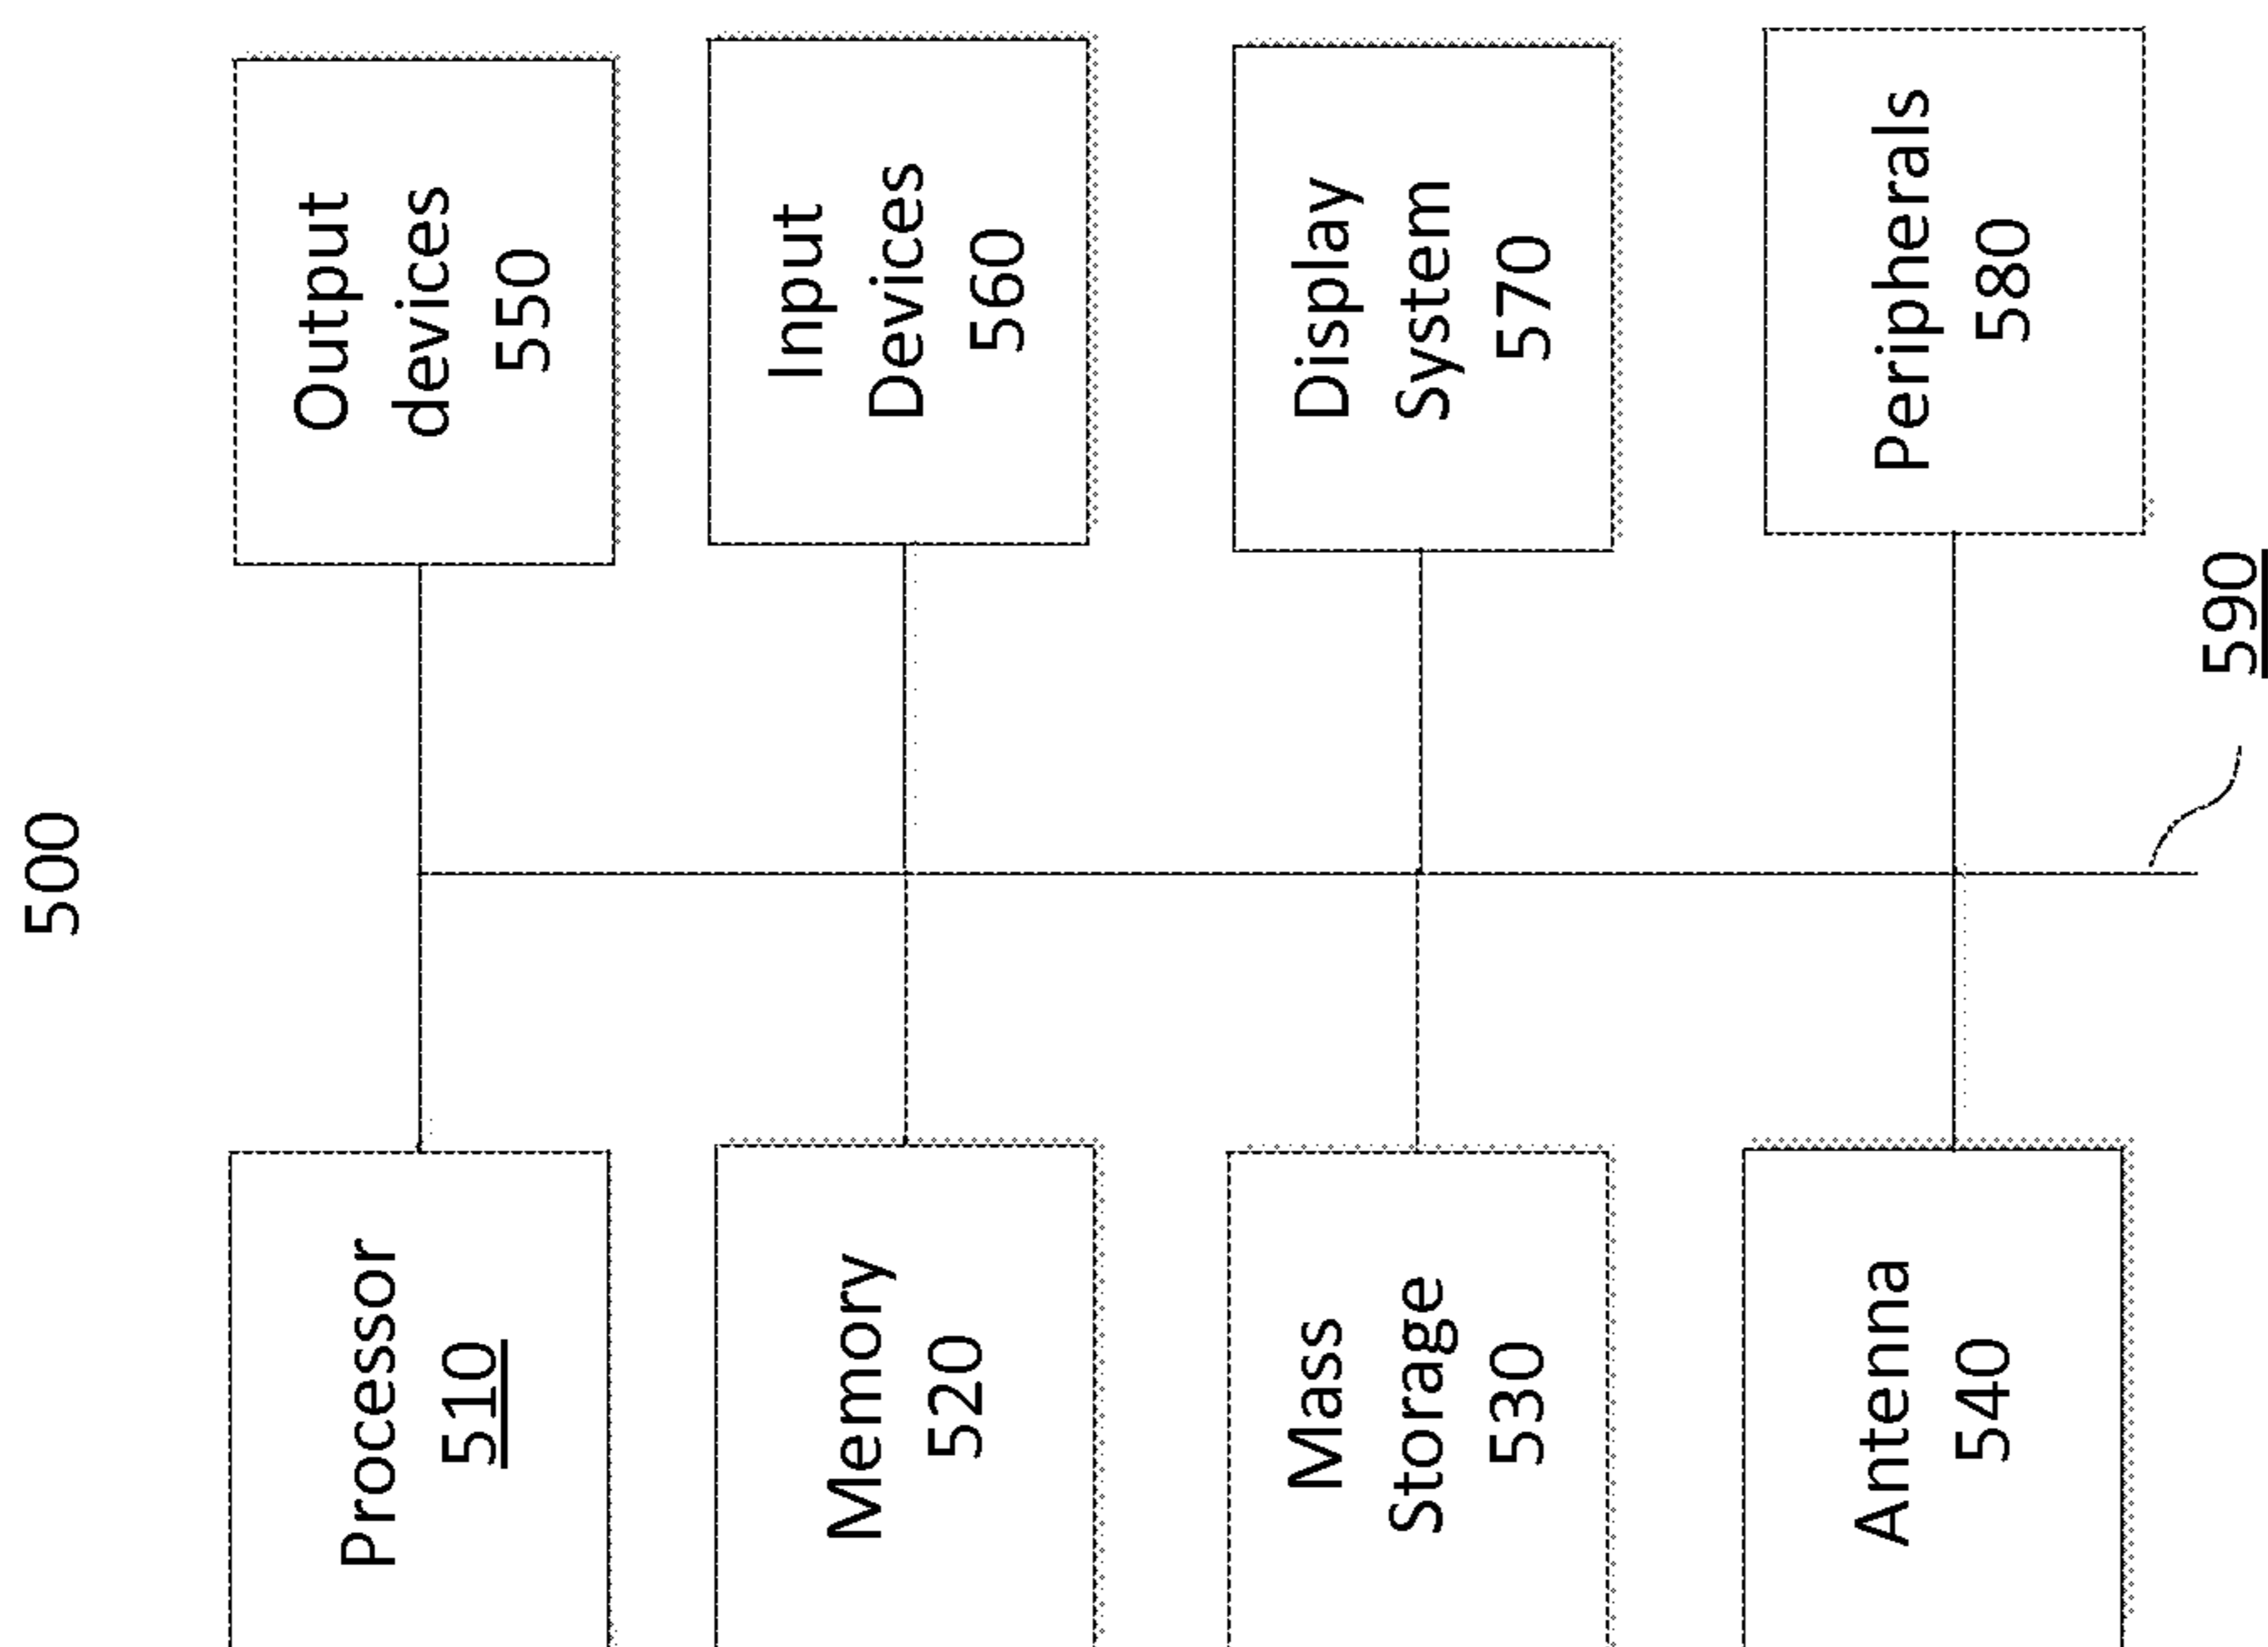 500
Processor
510
Output
devices
550
Memory
520
Input
Devices
560
Mass
Storage
530
Display
System
570
Antenna
540
Peripherals
580
590